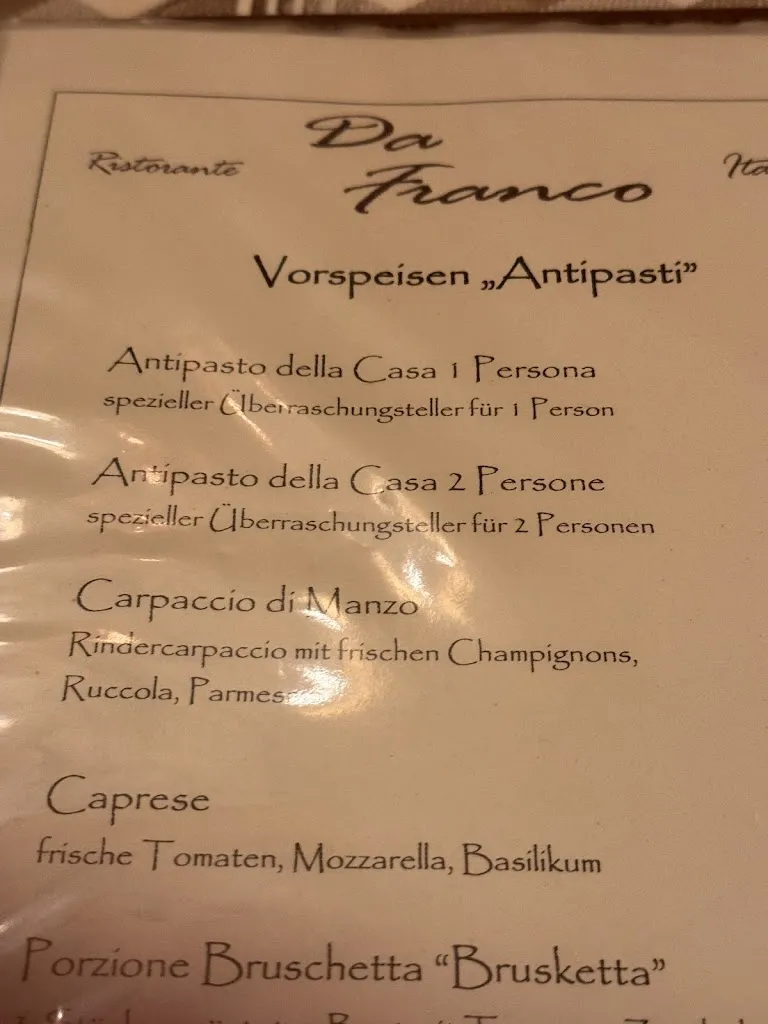 Da
Ristorante
Franco
Vorspeisen „Antipasti”
Antipasto della Casa 1 Persona
spezieller Überraschungsteller für 1 Person
Antipasto della Casa 2 Persone
spezieller Überraschungsteller für 2 Personen
Carpaccio di Manzo
Rindercarpaccio mit frischen Champignons,
Ruccola,
Caprese
frische Tomaten, Mozzarella, Basilikum
Porzione Bruschetta “Brusketta”